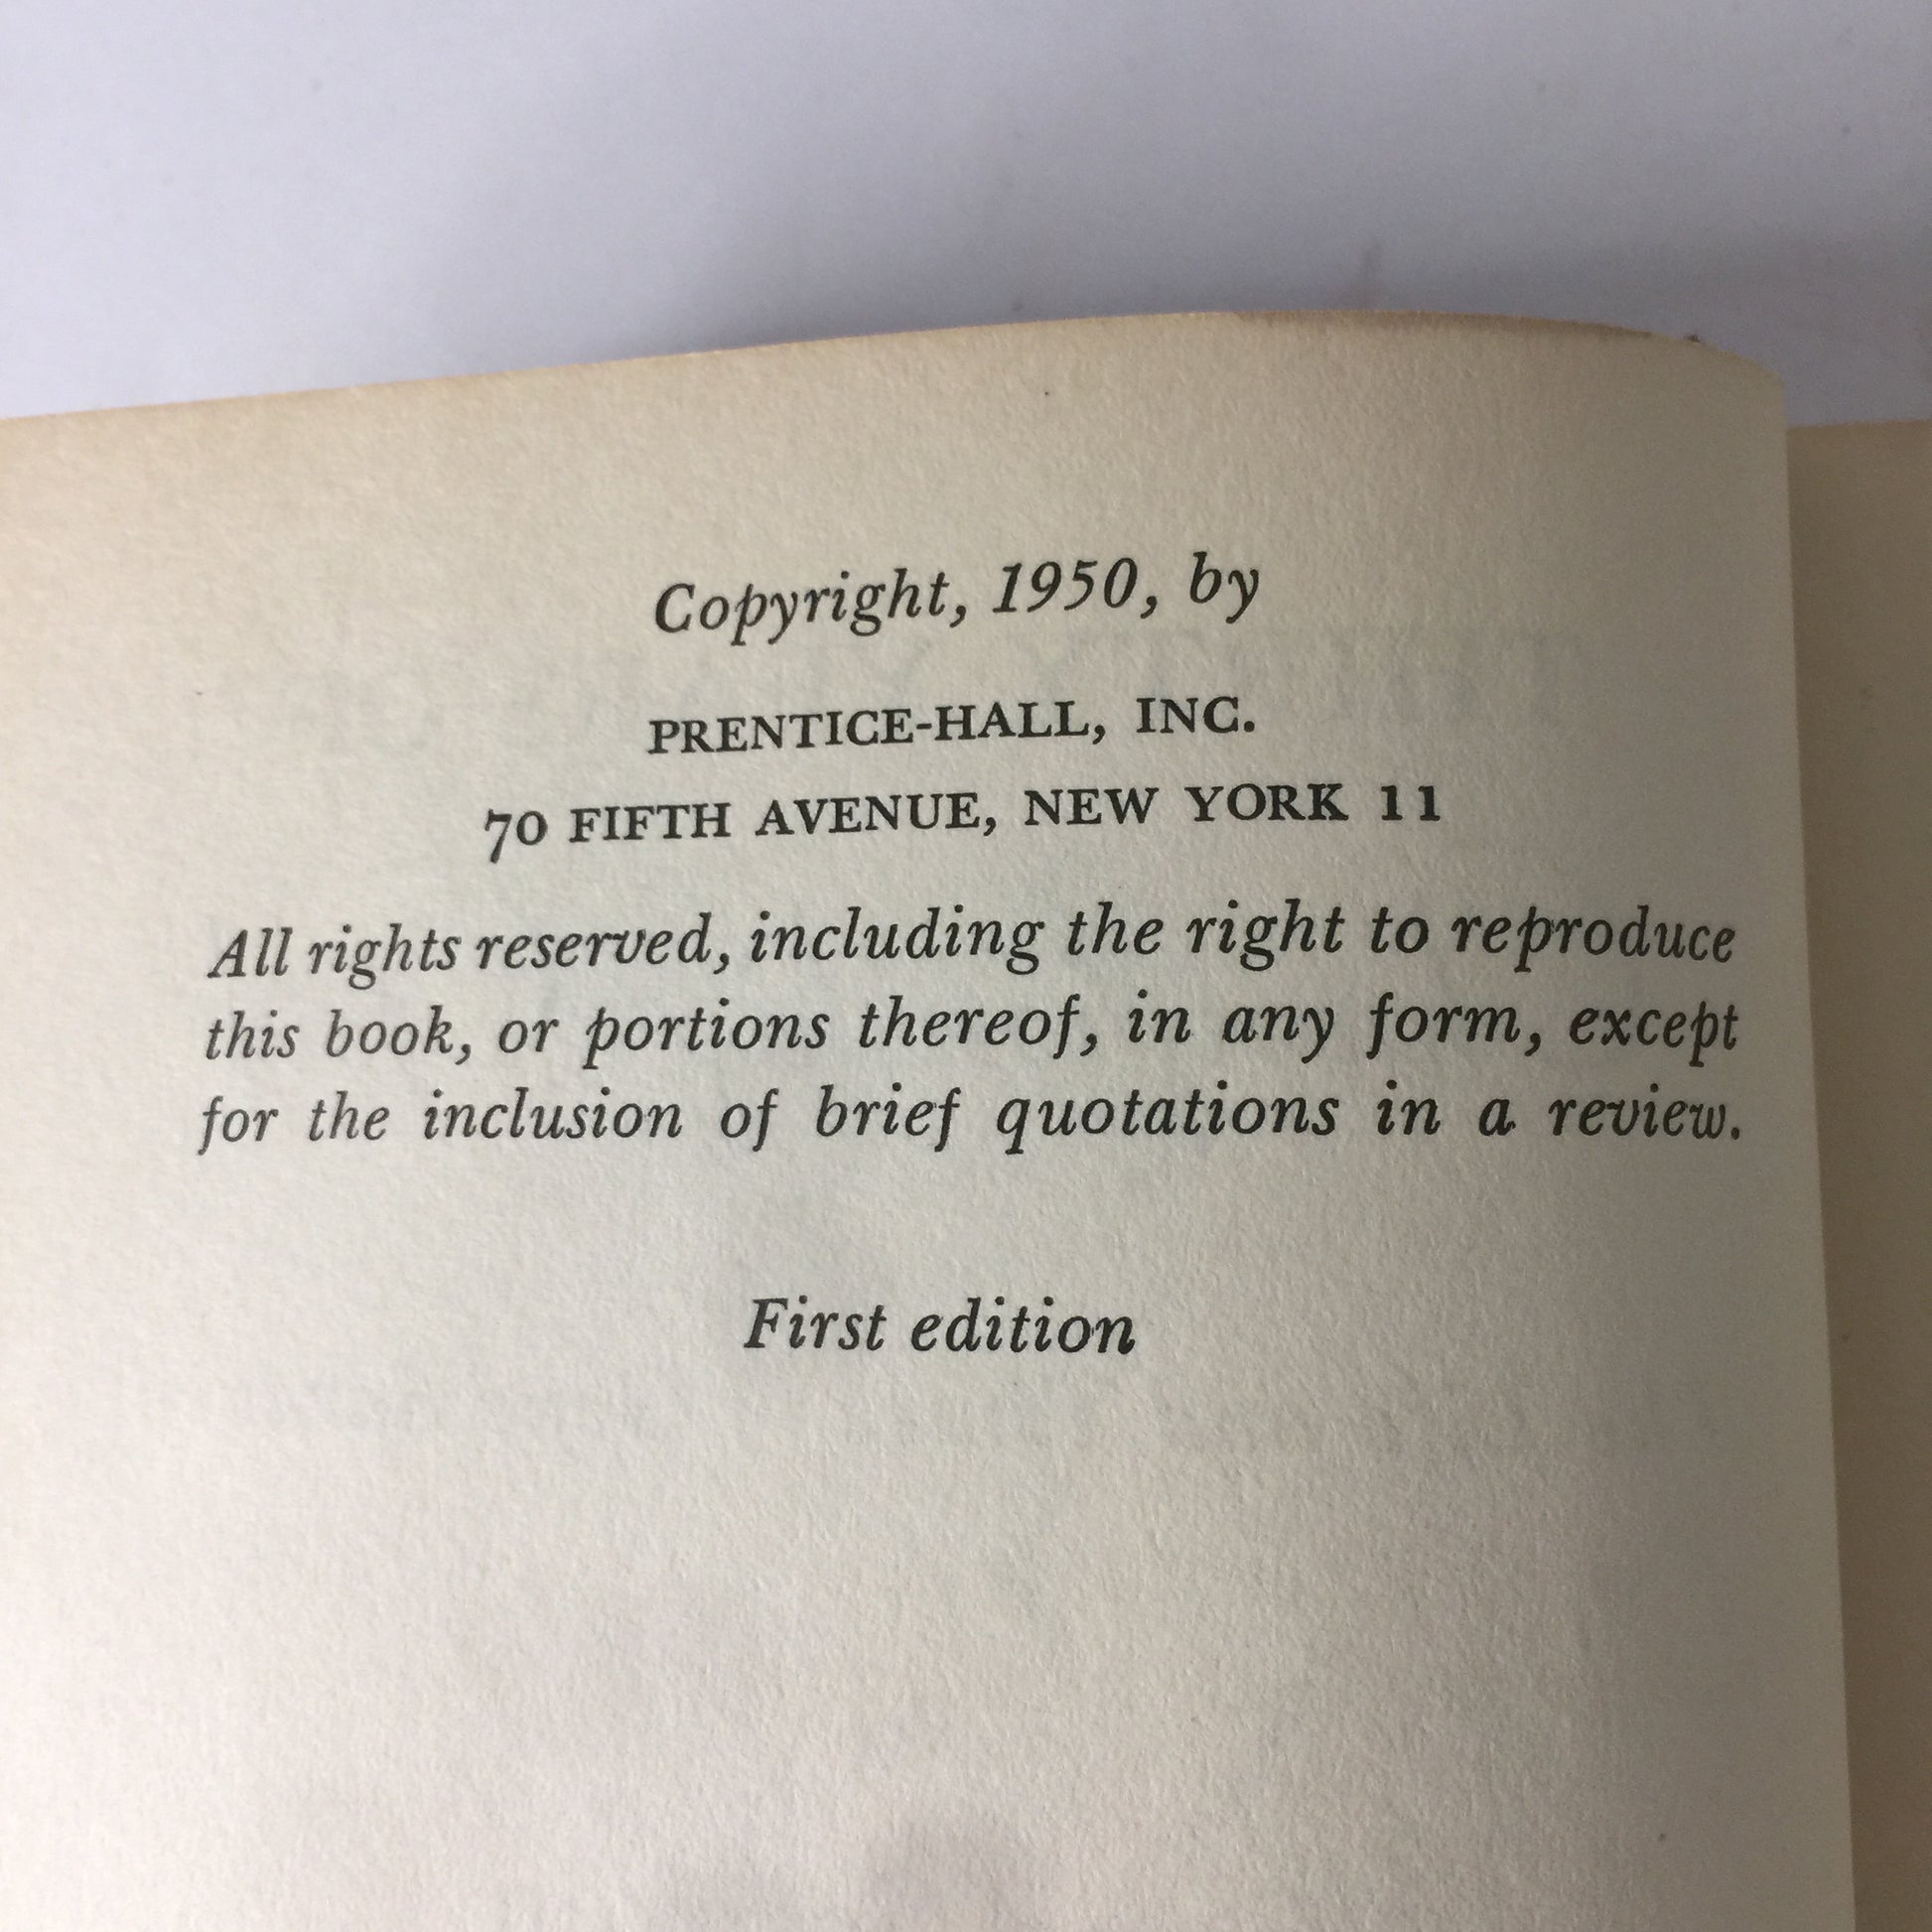 Copyright, 1950, by
PRENTICE-HALL, INC.
70 FIFTH AVENUE, NEW YORK 11
All rights reserved, including the right to reproduce
this book, or portions thereof, in any form, except
for the inclusion of brief quotations in a review.
First edition